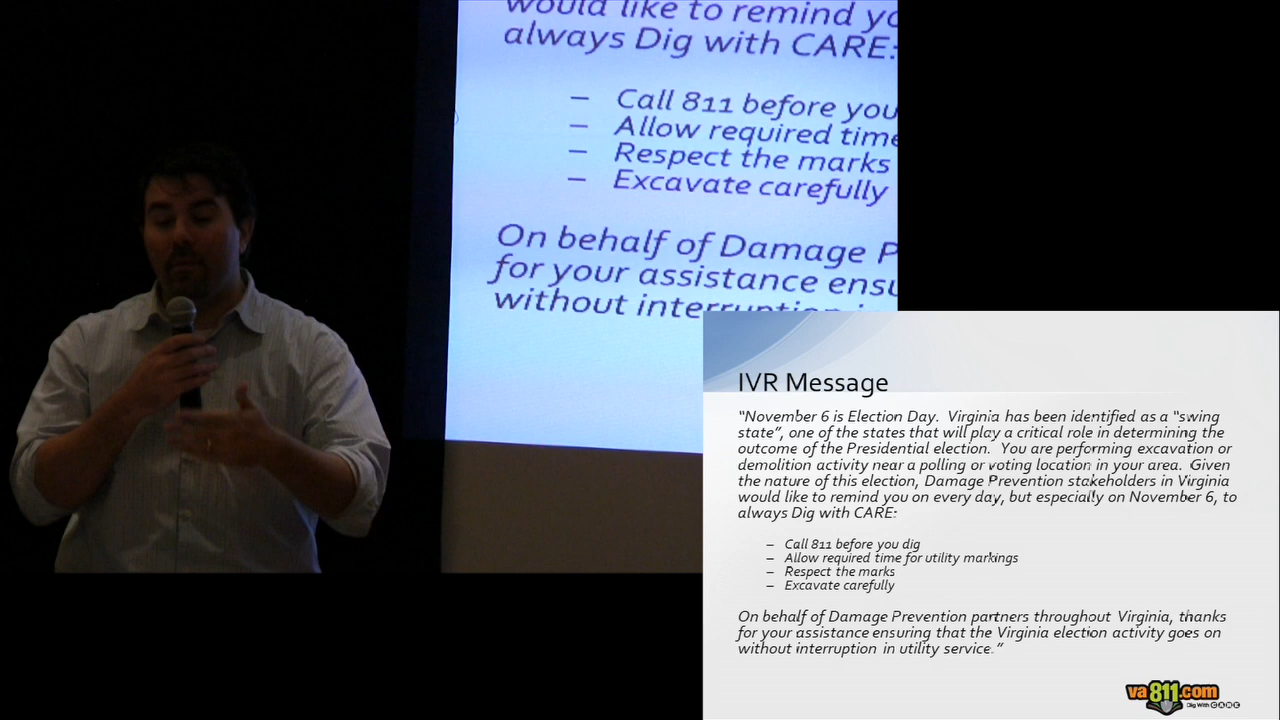 would like to remind yo
always Dig with CARE:
– Call 811 before you
– Allow required time
– Respect the marks
– Excavate carefully
On behalf of Damage P
for your assistance ensu
without interruption i
IVR Message
“November 6 is Election Day. Virginia has been identified as a “swing
state”, one of the states that will play a critical role in determining the
outcome of the Presidential election. You are performing excavation or
demolition activity near a polling or voting location in your area. Given
the nature of this election, Damage Prevention stakeholders in Virginia
would like to remind you on every day, but especially on November 6, to
always Dig with CARE:
– Call 811 before you dig
– Allow required time for utility markings
– Respect the marks
– Excavate carefully
On behalf of Damage Prevention partners throughout Virginia, thanks
for your assistance ensuring that the Virginia election activity goes on
without interruption in utility service.”
va811.com
Dig With CARE